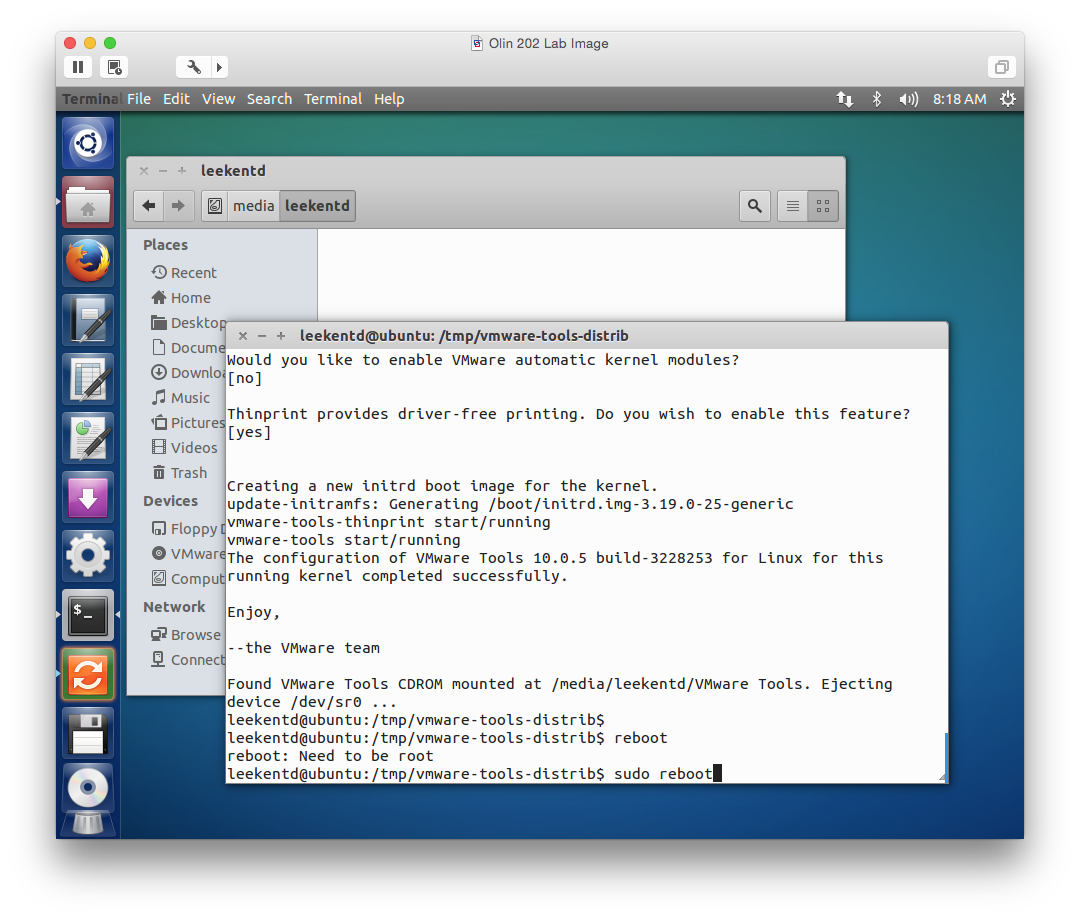 Olin 202 Lab Image
Terminal File Edit View Search Terminal Help 8:18 AM
leekentd
media leekentd
Places
Recent
Home
Desktop
Docume
Downloa
Music
Pictures
Videos
Trash
Devices
Floppy D
VMware
Comput
Network
Browse
Connect
leekentd@ubuntu: /tmp/vmware-tools-distrib
Would you like to enable VMware automatic kernel modules?
[no]
Thinprint provides driver-free printing. Do you wish to enable this feature?
[yes]
Creating a new initrd boot image for the kernel.
update-initramfs: Generating /boot/initrd.img-3.19.0-25-generic
vmware-tools-thinprint start/running
vmware-tools start/running
The configuration of VMware Tools 10.0.5 build-3228253 for Linux for this
running kernel completed successfully.
Enjoy,
--the VMware team
Found VMware Tools CDROM mounted at /media/leekentd/VMware Tools. Ejecting
device /dev/sr0 ...
leekentd@ubuntu:/tmp/vmware-tools-distrib$
leekentd@ubuntu:/tmp/vmware-tools-distrib$ reboot
reboot: Need to be root
leekentd@ubuntu:/tmp/vmware-tools-distrib$ sudo reboot